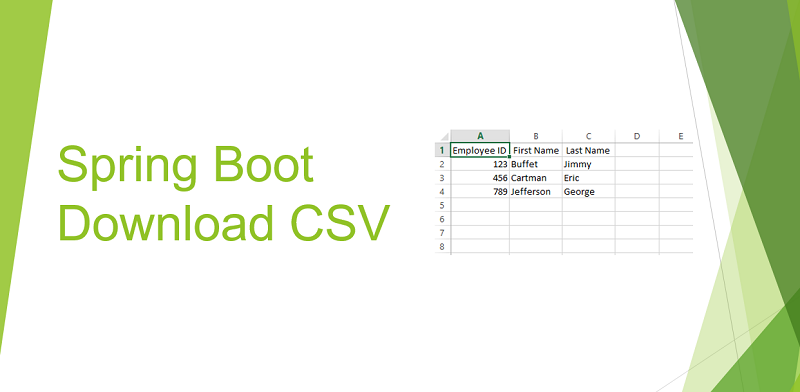 Spring Boot
Download CSV
A B C D E
1 Employee ID First Name Last Name
2 123 Buffet Jimmy
3 456 Cartman Eric
4 789 Jefferson George
5
6
7
8